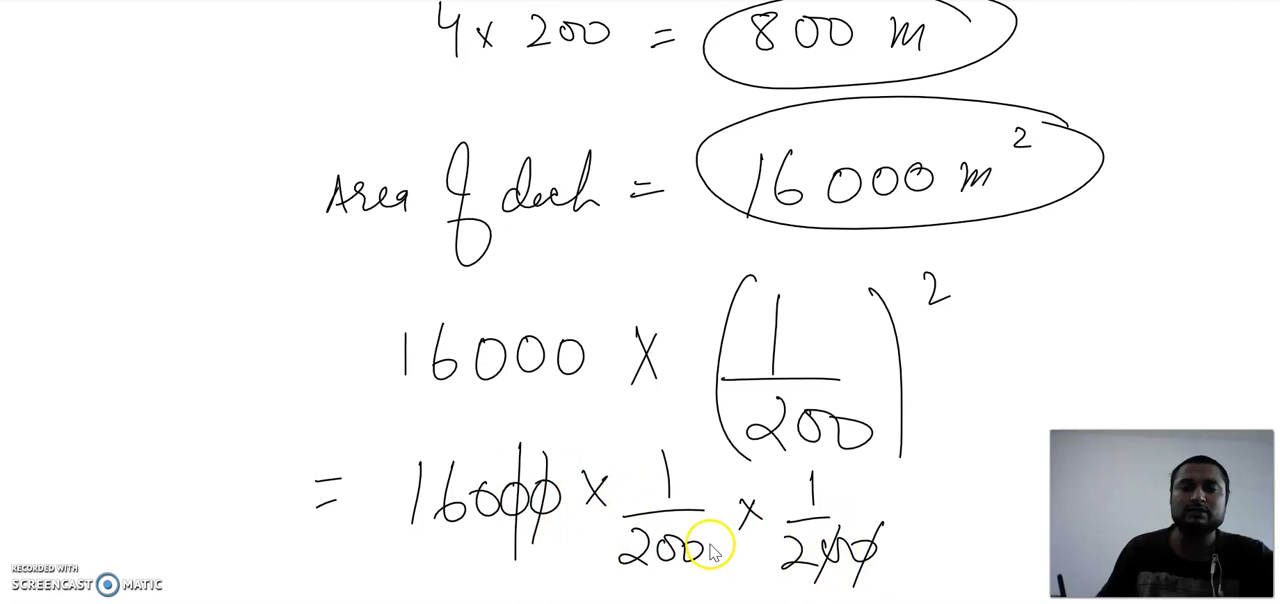 4 × 200 = 800 m
Area of deck = 16000 m²
16000 × (1/200)²
= 16000 × 1/200 × 1/200
RECORDED WITH
SCREENCAST MATIC